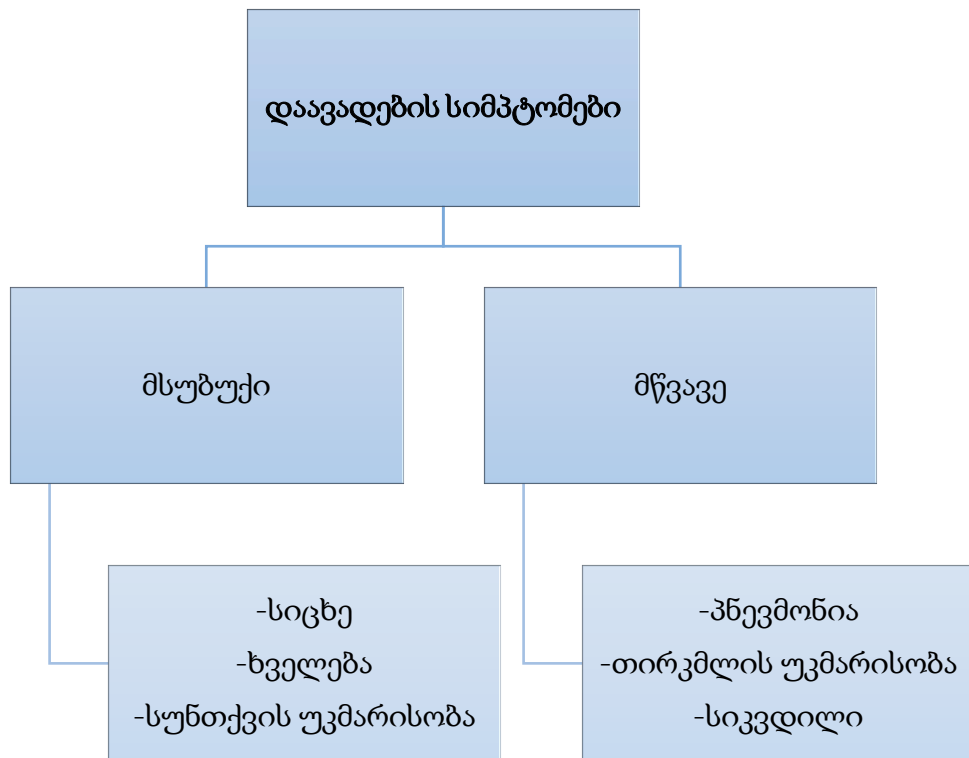 დაავადების სიმპტომები
მსუბუქი
მწვავე
-სიცხე
-ხველება
-სუნთქვის უკმარისობა
-პნევმონია
-თირკმლის უკმარისობა
-სიკვდილი